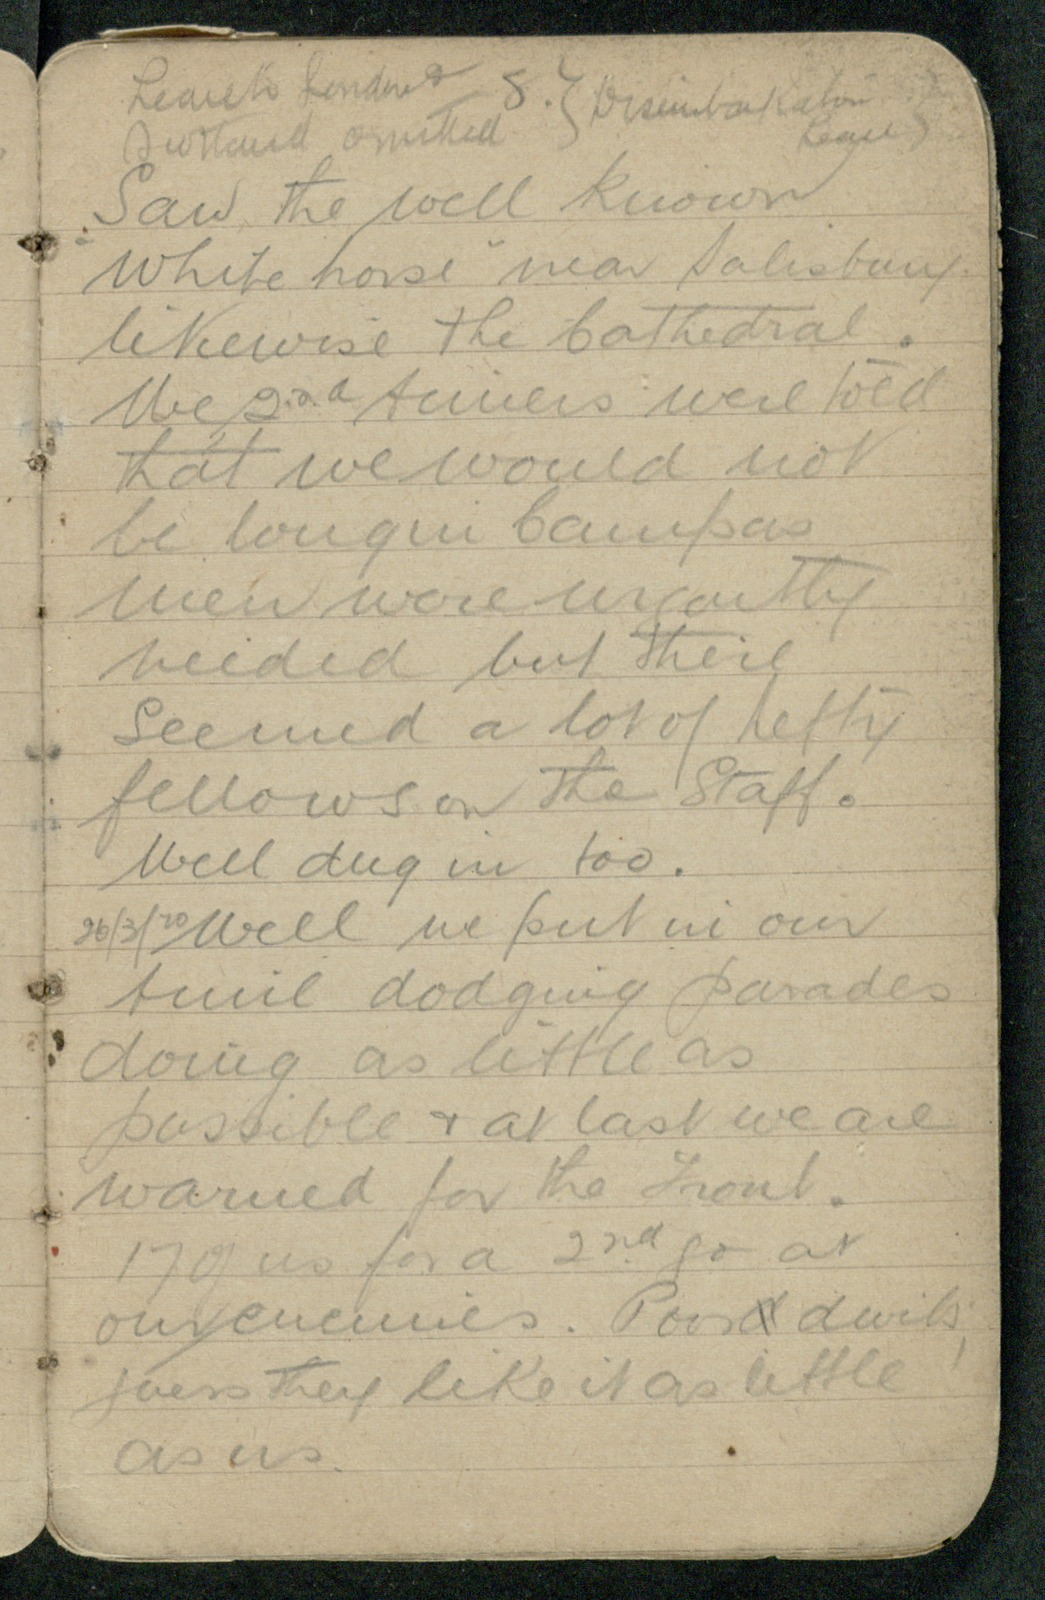 Leave to London &    8.    { Disembarkation
Scotland omitted    Leave }
Saw the well known
"White horse" near Salisbury
likewise the Cathedral.
We 2nd timers were told
that we would not
be long in Camp as
men were urgently
needed but there
seemed a lot of hefty
fellows on the Staff.
Well dug in too.
26/3/ Well we put in our
time dodging parades
doing as little as
possible & at last we are
warned for the Front.
170 of us for a 2nd go at
our enemies. Poor devils,
guess they like it as little
as us.